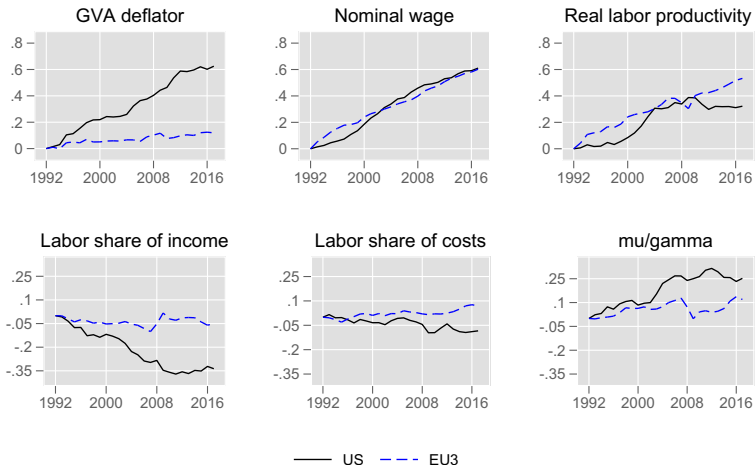 GVA deflator
.8
.6
.4
.2
0
1992 2000 2008 2016
Nominal wage
.8
.6
.4
.2
0
1992 2000 2008 2016
Real labor productivity
.8
.6
.4
.2
0
1992 2000 2008 2016
Labor share of income
.25
.1
-.05
-.2
-.35
1992 2000 2008 2016
Labor share of costs
.25
.1
-.05
-.2
-.35
1992 2000 2008 2016
mu/gamma
.25
.1
-.05
-.2
-.35
1992 2000 2008 2016
US EU3